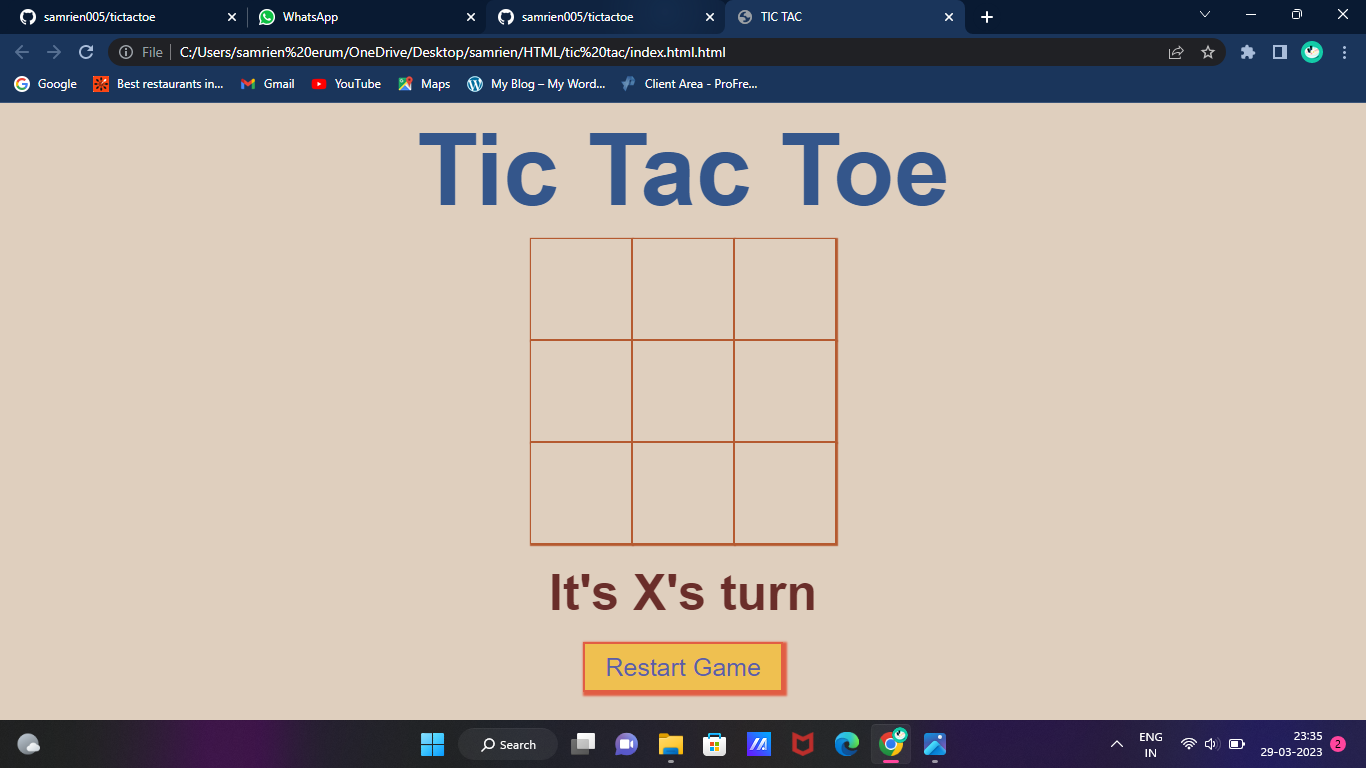 samrien005/tictactoe
WhatsApp
samrien005/tictactoe
TIC TAC
File
C:/Users/samrien%20erum/OneDrive/Desktop/samrien/HTML/tic%20tac/index.html.html
Google
Best restaurants in...
Gmail
YouTube
Maps
My Blog – My Word...
Client Area - ProFre...
Tic Tac Toe
It's X's turn
Restart Game
Search
ENG
IN
23:35
29-03-2023
2